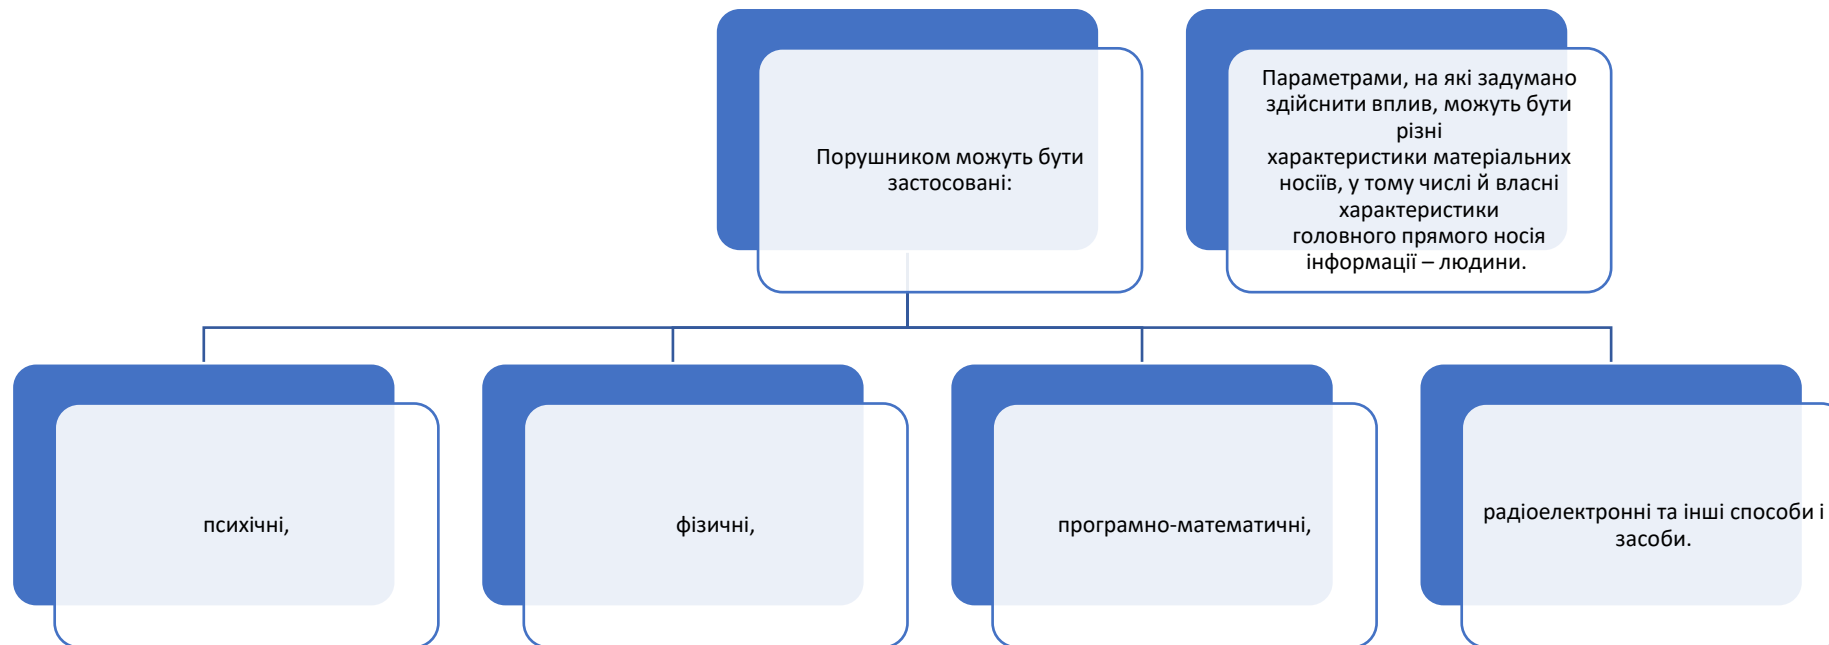 Порушником можуть бути
застосовані:
Параметрами, на які задумано
здійснити вплив, можуть бути
різні
характеристики матеріальних
носіїв, у тому числі й власні
характеристики
головного прямого носія
інформації – людини.
психічні,
фізичні,
програмно-математичні,
радіоелектронні та інші способи і
засоби.